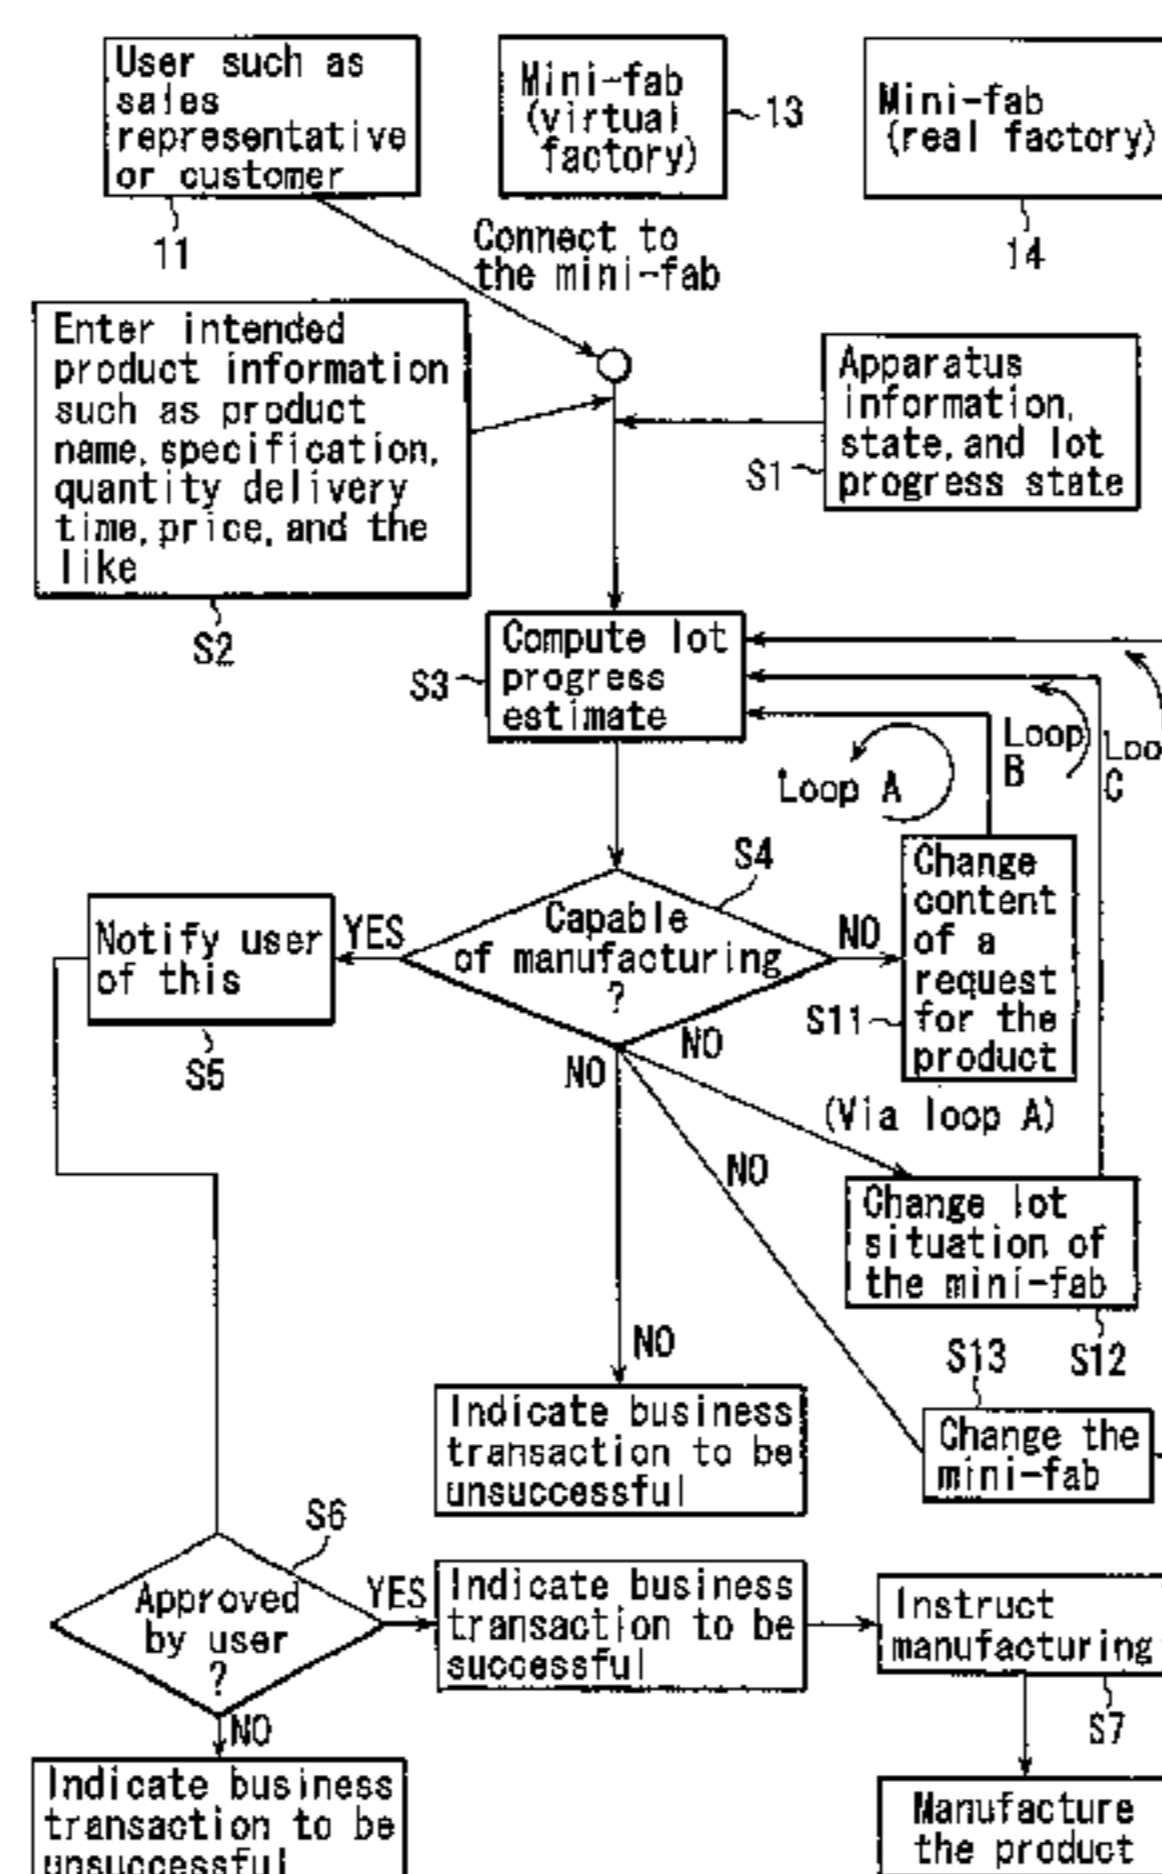 User such as
sales
representative
or customer
11
Mini-fab
(virtual
factory)
13
Mini-fab
(real factory)
14
Connect to
the mini-fab
Enter intended
product information
such as product
name, specification,
quantity delivery
time, price, and the
like
S2
Apparatus
information,
state, and lot
progress state
S1
Compute lot
progress
estimate
S3
Loop A
Loop
B
Loo
C
S4
Capable
of manufacturing
?
YES
Notify user
of this
S5
NO
Change
content
of a
request
for the
product
S11
NO
NO
(Via loop A)
NO
Change lot
situation of
the mini-fab
S12
NO
S13
Change the
mini-fab
Indicate business
transaction to be
unsuccessful
S6
Approved
by user
?
YES
Indicate business
transaction to be
successful
Instruct
manufacturing
S7
NO
Indicate business
transaction to be
unsuccessful
Manufacture
the product